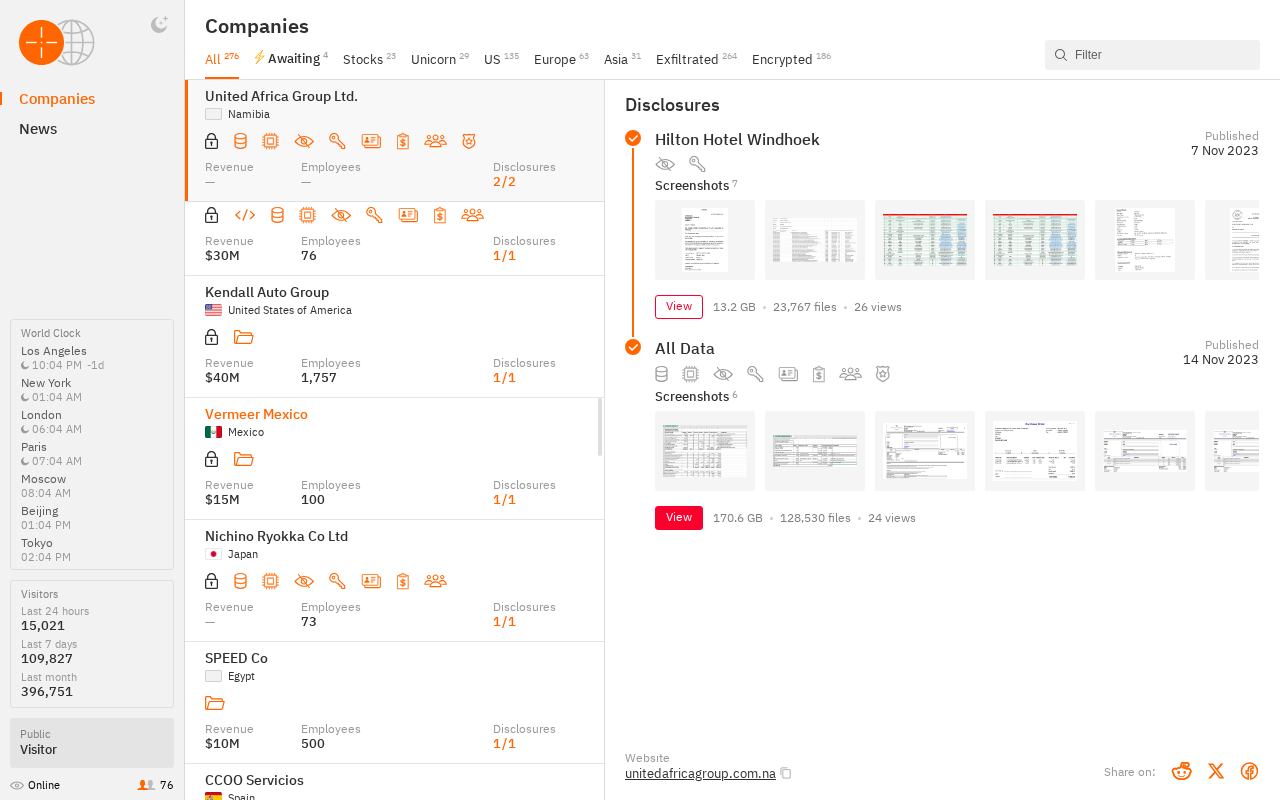 Companies
All 276
Awaiting 4
Stocks 23
Unicorn 29
US 135
Europe 63
Asia 31
Exfiltrated 264
Encrypted 186
Filter
Companies
News
World Clock
Los Angeles
10:04 PM -1d
New York
01:04 AM
London
06:04 AM
Paris
07:04 AM
Moscow
08:04 AM
Beijing
01:04 PM
Tokyo
02:04 PM
Visitors
Last 24 hours
15,021
Last 7 days
109,827
Last month
396,751
Public
Visitor
Online 76
United Africa Group Ltd.
Namibia
Revenue Employees Disclosures
— — 2/2
Revenue Employees Disclosures
$30M 76 1/1
Kendall Auto Group
United States of America
Revenue Employees Disclosures
$40M 1,757 1/1
Vermeer Mexico
Mexico
Revenue Employees Disclosures
$15M 100 1/1
Nichino Ryokka Co Ltd
Japan
Revenue Employees Disclosures
— 73 1/1
SPEED Co
Egypt
Revenue Employees Disclosures
$10M 500 1/1
CCOO Servicios
Spain
Disclosures
Hilton Hotel Windhoek
Published
7 Nov 2023
Screenshots 7
View 13.2 GB • 23,767 files • 26 views
All Data
Published
14 Nov 2023
Screenshots 6
View 170.6 GB • 128,530 files • 24 views
Website
unitedafricagroup.com.na
Share on: